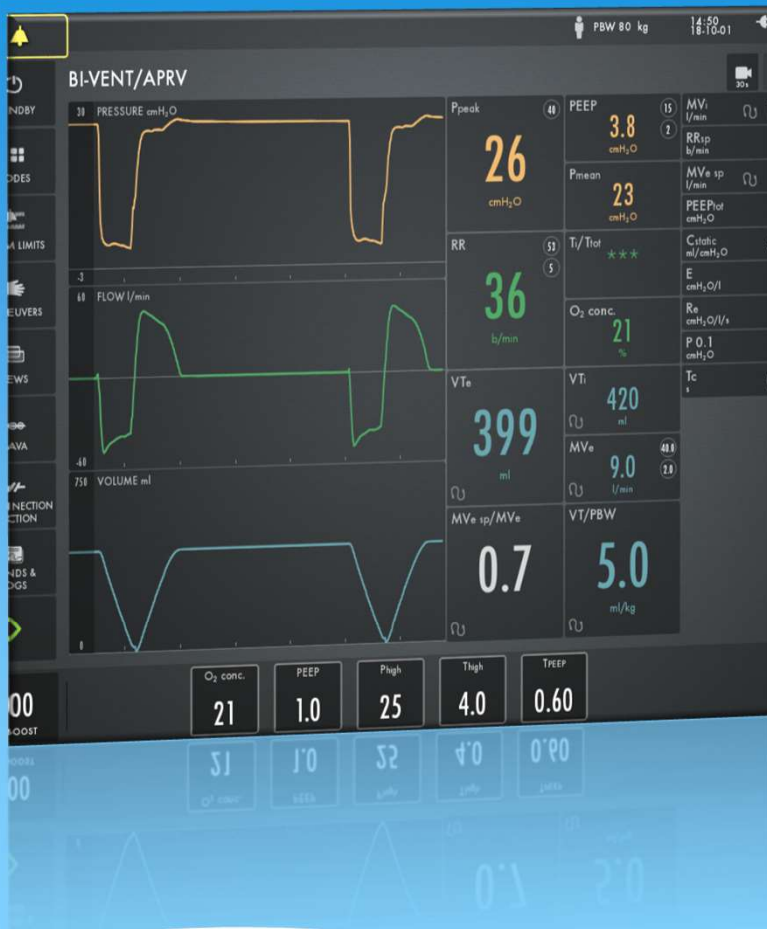 PBW 80 kg
14:50
18-10-01
BI-VENT/APRV
30s
NDBY
ODES
M LIMITS
EUVERS
EWS
AVA
NECTION
CTION
NDS &
OGS
00
BOOST
30 PRESSURE cmH₂O
-3
60 FLOW l/min
-60
750 VOLUME ml
0
Ppeak 40
26
cmH₂O
PEEP 15
3.8 2
cmH₂O
Pmean
23
cmH₂O
RR 52
5
36
b/min
Ti/Ttot
***
O₂ conc.
21
%
VTe
399
ml
VTi
420
ml
MVe 40.0
9.0 2.0
l/min
MVe sp/MVe
0.7
VT/PBW
5.0
ml/kg
MVi
l/min
RRsp
b/min
MVe sp
l/min
PEEPtot
cmH₂O
Cstatic
ml/cmH₂O
E
cmH₂O/l
Re
cmH₂O/l/s
P 0.1
cmH₂O
Tc
s
O₂ conc.
21
PEEP
1.0
Phigh
25
Thigh
4.0
TPEEP
0.60